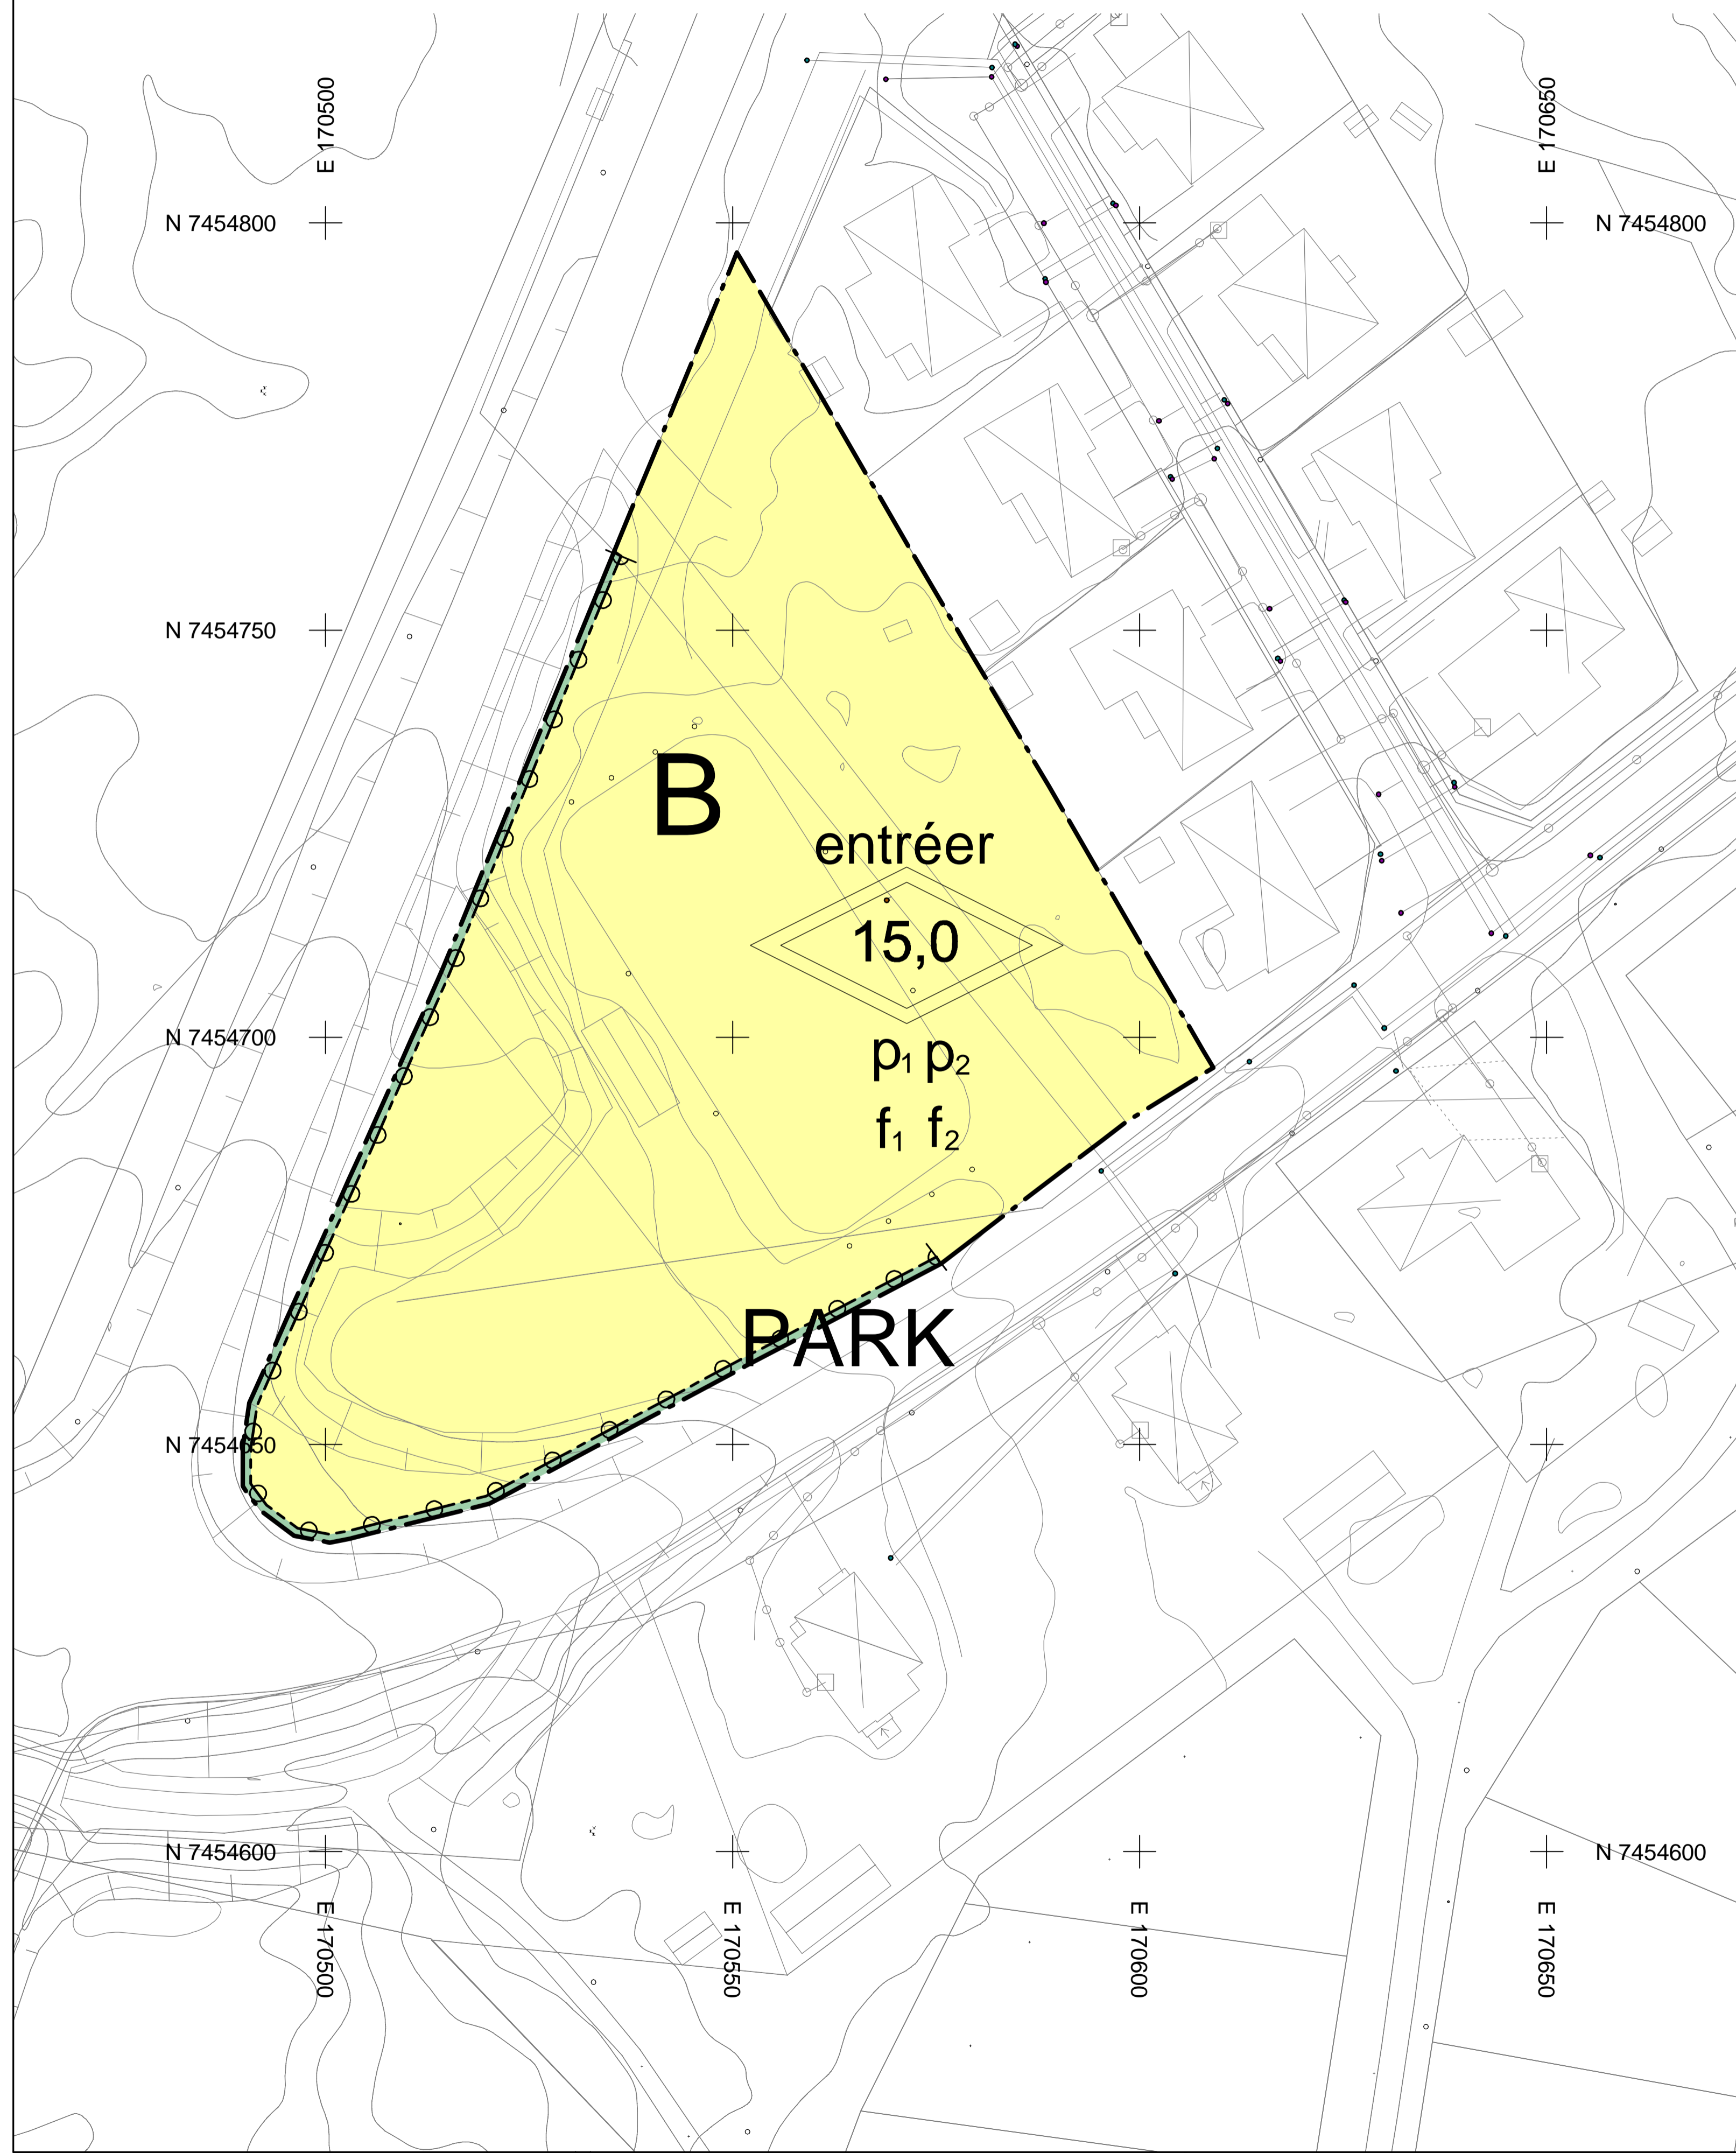 E 170500
E 170650
N 7454800
N 7454800
N 7454750
B
entréer
15,0
N 7454700
p1 p2
f1 f2
PARK
N 7454650
N 7454600
N 7454600
E 170500
E 170550
E 170600
E 170650